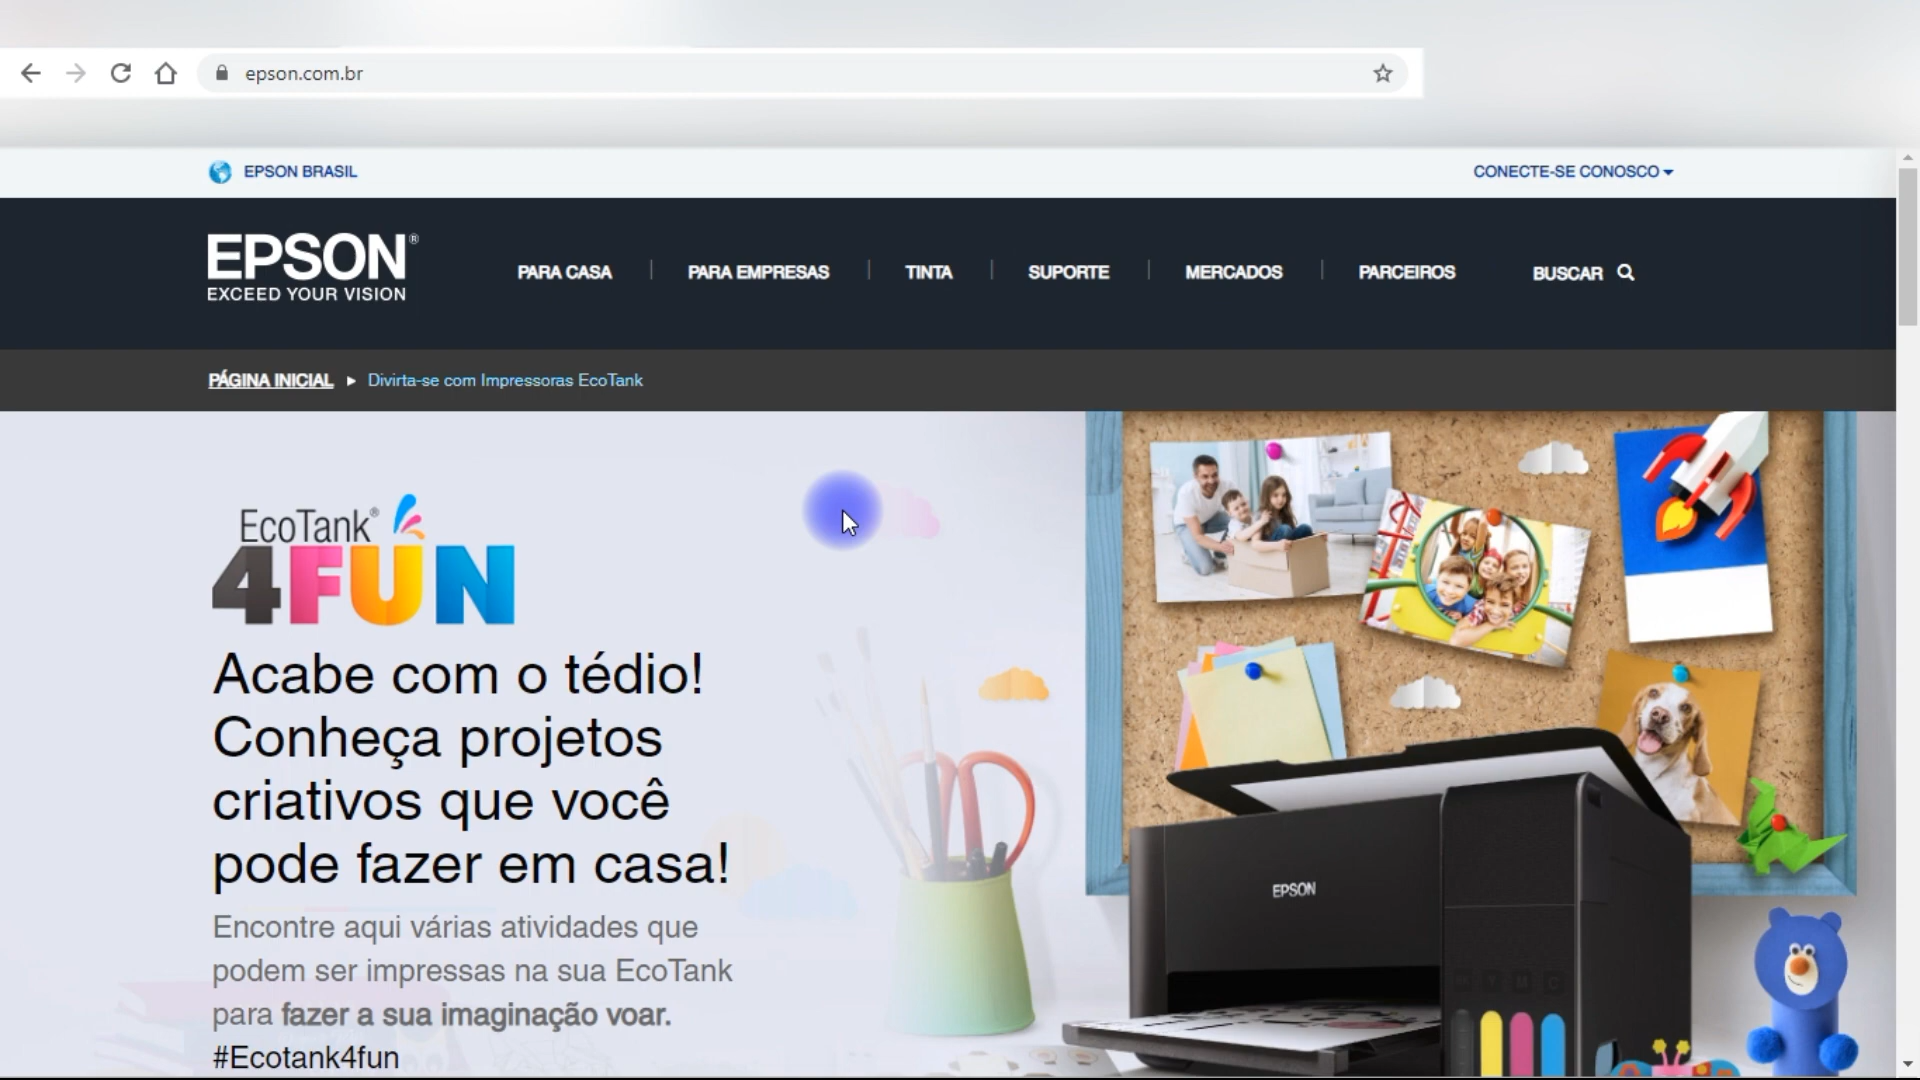 epson.com.br
EPSON BRASIL
CONECTE-SE CONOSCO
EPSON®
EXCEED YOUR VISION
PARA CASA
PARA EMPRESAS
TINTA
SUPORTE
MERCADOS
PARCEIROS
BUSCAR
PÁGINA INICIAL
Divirta-se com Impressoras EcoTank
EcoTank®
4FUN
Acabe com o tédio!
Conheça projetos
criativos que você
pode fazer em casa!
Encontre aqui várias atividades que
podem ser impressas na sua EcoTank
para fazer a sua imaginação voar.
#Ecotank4fun
EPSON